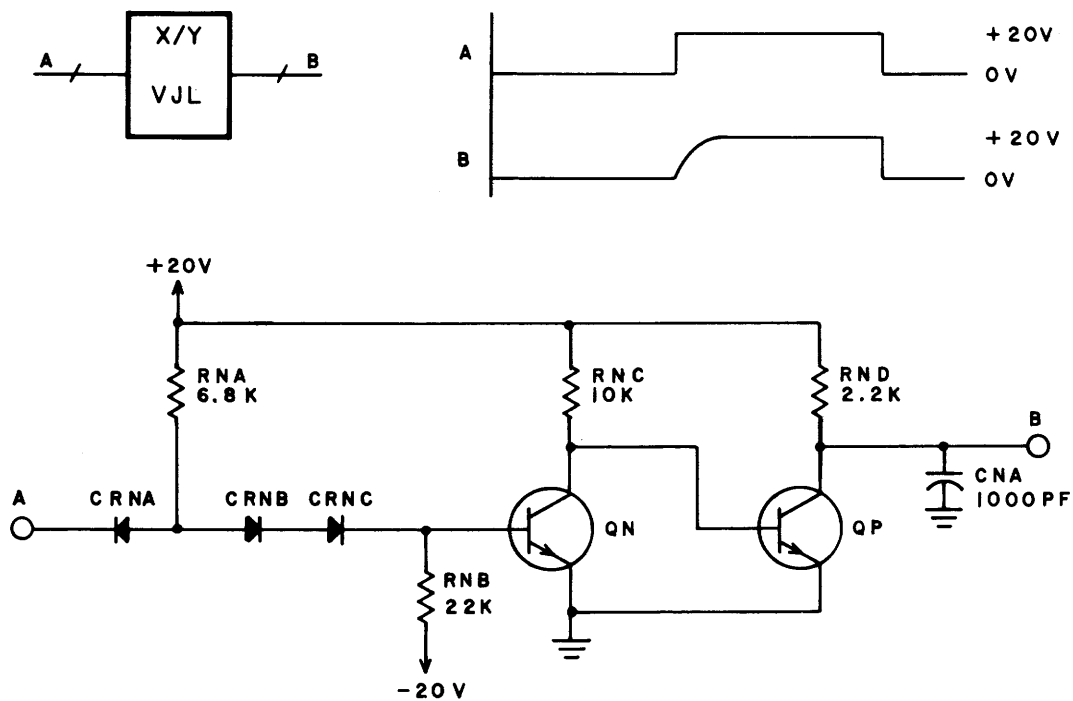 X/Y
A
B
VJL
A
+20V
0V
B
+20V
0V
+20V
RNA
6.8K
RNC
10K
RND
2.2K
B
CNA
1000PF
A
CRNA
CRNB
CRNC
QN
QP
RNB
22K
-20V